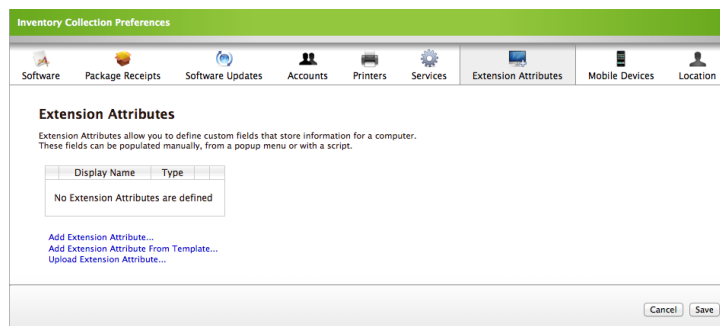 Inventory Collection Preferences
Software Package Receipts Software Updates Accounts Printers Services Extension Attributes Mobile Devices Location
Extension Attributes
Extension Attributes allow you to define custom fields that store information for a computer.
These fields can be populated manually, from a popup menu or with a script.
Display Name Type
No Extension Attributes are defined
Add Extension Attribute...
Add Extension Attribute From Template...
Upload Extension Attribute...
Cancel Save